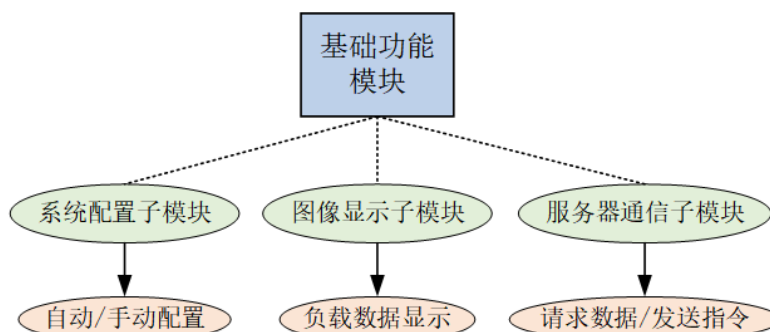 基础功能
模块
系统配置子模块
图像显示子模块
服务器通信子模块
自动/手动配置
负载数据显示
请求数据/发送指令